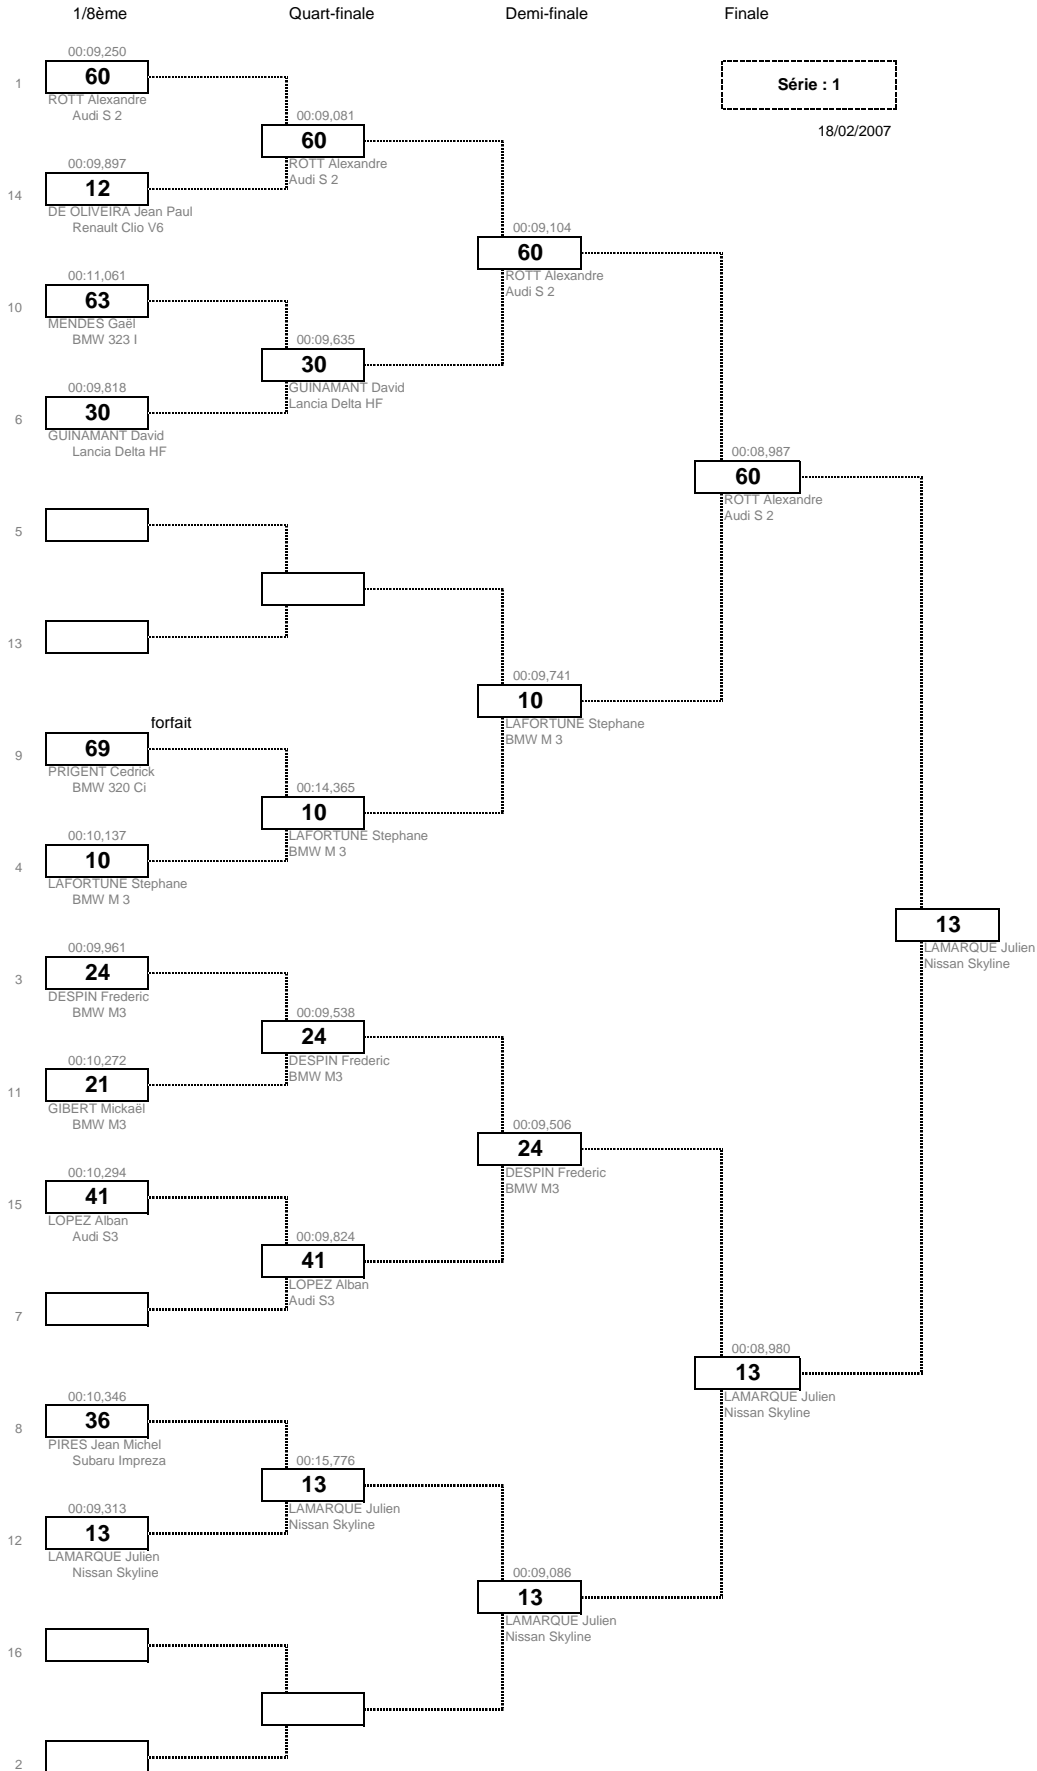 1/8ème Quart-finale Demi-finale Finale
00:09,250
1 60
ROTT Alexandre
Audi S 2
Série : 1
18/02/2007
00:09,081
60
ROTT Alexandre
Audi S 2
00:09,897
14 12
DE OLIVEIRA Jean Paul
Renault Clio V6
00:09,104
60
ROTT Alexandre
Audi S 2
00:11,061
10 63
MENDES Gaël
BMW 323 I
00:09,635
30
GUINAMANT David
Lancia Delta HF
00:09,818
6 30
GUINAMANT David
Lancia Delta HF
00:08,987
60
ROTT Alexandre
Audi S 2
5
13
00:09,741
10
LAFORTUNE Stephane
BMW M 3
forfait
9 69
PRIGENT Cedrick
BMW 320 Ci
00:14,365
10
LAFORTUNE Stephane
BMW M 3
00:10,137
4 10
LAFORTUNE Stephane
BMW M 3
13
LAMARQUE Julien
Nissan Skyline
00:09,961
3 24
DESPIN Frederic
BMW M3
00:09,538
24
DESPIN Frederic
BMW M3
00:10,272
11 21
GIBERT Mickaël
BMW M3
00:09,506
24
DESPIN Frederic
BMW M3
00:10,294
15 41
LOPEZ Alban
Audi S3
00:09,824
41
LOPEZ Alban
Audi S3
7
00:08,980
13
LAMARQUE Julien
Nissan Skyline
00:10,346
8 36
PIRES Jean Michel
Subaru Impreza
00:15,776
13
LAMARQUE Julien
Nissan Skyline
00:09,313
12 13
LAMARQUE Julien
Nissan Skyline
00:09,086
13
LAMARQUE Julien
Nissan Skyline
16
2